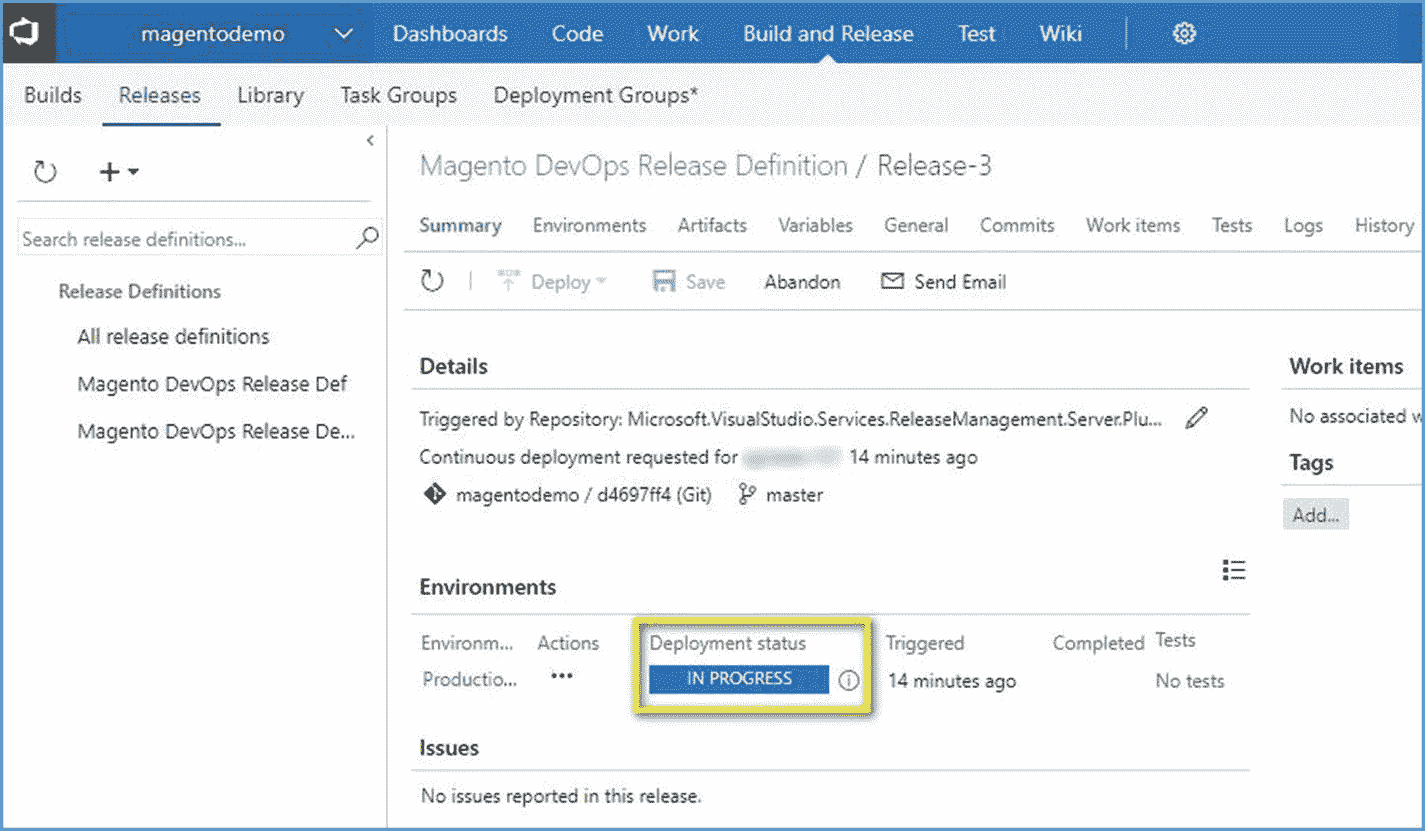 magentodemo Dashboards Code Work Build and Release Test Wiki
Builds Releases Library Task Groups Deployment Groups*
Search release definitions...
Release Definitions
All release definitions
Magento DevOps Release Def
Magento DevOps Release De...
Magento DevOps Release Definition / Release-3
Summary Environments Artifacts Variables General Commits Work items Tests Logs History
Deploy Save Abandon Send Email
Details
Triggered by Repository: Microsoft.VisualStudio.Services.ReleaseManagement.Server.Plu...
Continuous deployment requested for 14 minutes ago
magentodemo / d4697ff4 (Git) master
Work items
No associated w
Tags
Add...
Environments
Environm... Actions Deployment status Triggered Completed Tests
Productio... ... IN PROGRESS 14 minutes ago No tests
Issues
No issues reported in this release.